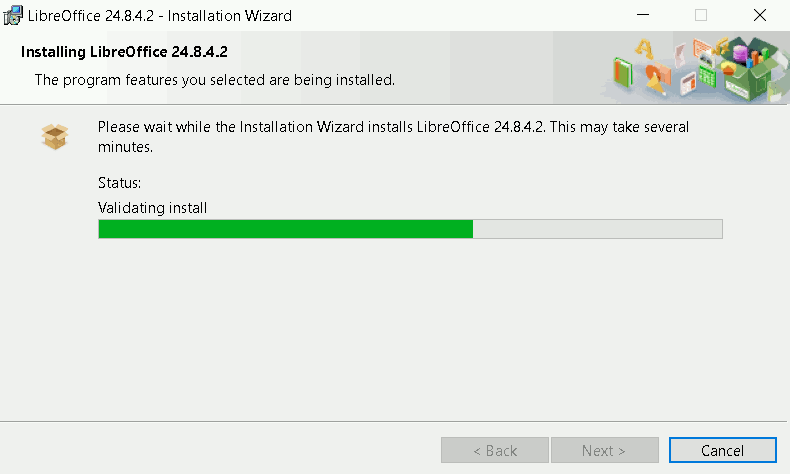 LibreOffice 24.8.4.2 - Installation Wizard
Installing LibreOffice 24.8.4.2
The program features you selected are being installed.
Please wait while the Installation Wizard installs LibreOffice 24.8.4.2. This may take several
minutes.
Status:
Validating install
< Back
Next >
Cancel